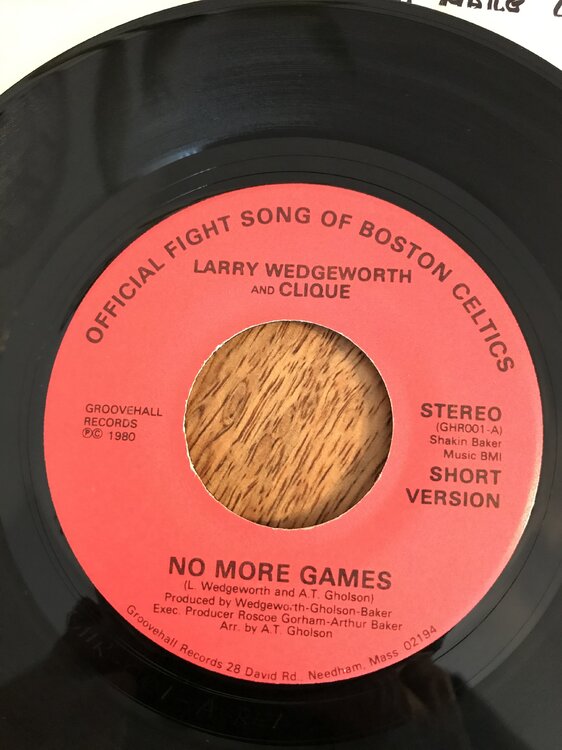 OFFICIAL FIGHT SONG OF BOSTON CELTICS
LARRY WEDGEWORTH
AND CLIQUE
GROOVEHALL
RECORDS
℗© 1980
STEREO
(GHR001-A)
Shakin Baker
Music BMI
SHORT
VERSION
NO MORE GAMES
(L. Wedgeworth and A.T. Gholson)
Produced by Wedgeworth-Gholson-Baker
Exec. Producer Roscoe Gorham-Arthur Baker
Arr. by A.T. Gholson
Groovehall Records 28 David Rd., Needham, Mass 02194